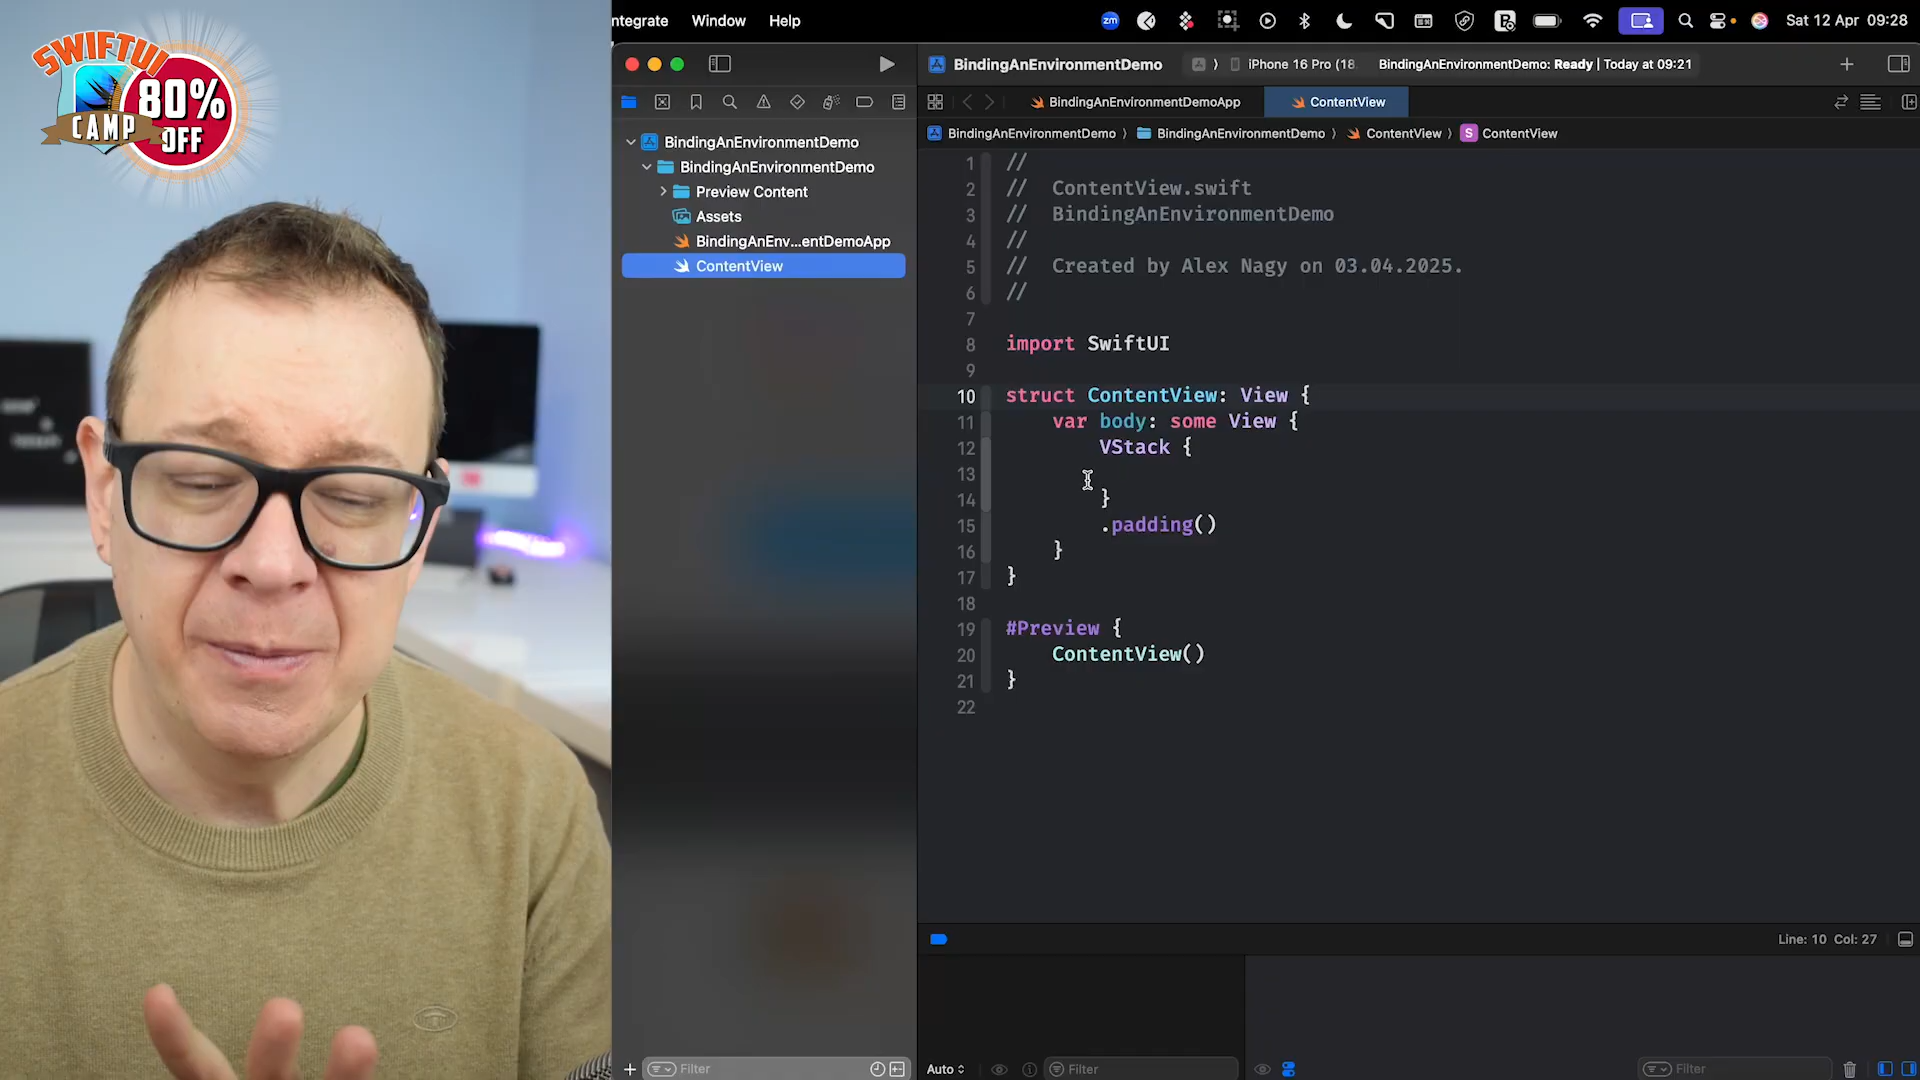 SWIFTUI
CAMP
80%
OFF
ntegrate Window Help
zm
Sat 12 Apr 09:28
BindingAnEnvironmentDemo
iPhone 16 Pro (18
BindingAnEnvironmentDemo: Ready | Today at 09:21
BindingAnEnvironmentDemoApp
ContentView
BindingAnEnvironmentDemo
BindingAnEnvironmentDemo
ContentView
ContentView
BindingAnEnvironmentDemo
BindingAnEnvironmentDemo
Preview Content
Assets
BindingAnEnv...entDemoApp
ContentView
1 //
2 // ContentView.swift
3 // BindingAnEnvironmentDemo
4 //
5 // Created by Alex Nagy on 03.04.2025.
6 //
7
8 import SwiftUI
9
10 struct ContentView: View {
11 var body: some View {
12 VStack {
13
14 }
15 .padding()
16 }
17 }
18
19 #Preview {
20 ContentView()
21 }
22
Line: 10 Col: 27
Filter
Auto
Filter
Filter